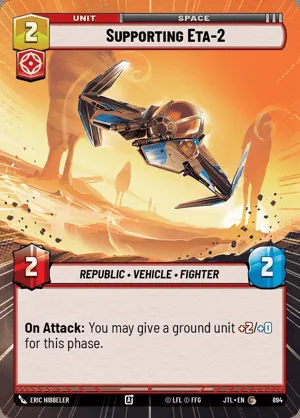 UNIT SPACE
2 SUPPORTING ETA-2
2 REPUBLIC • VEHICLE • FIGHTER 2
On Attack: You may give a ground unit +2/+0
for this phase.
ERIC HIBBELER © LFL © FFG JTL • EN C 894